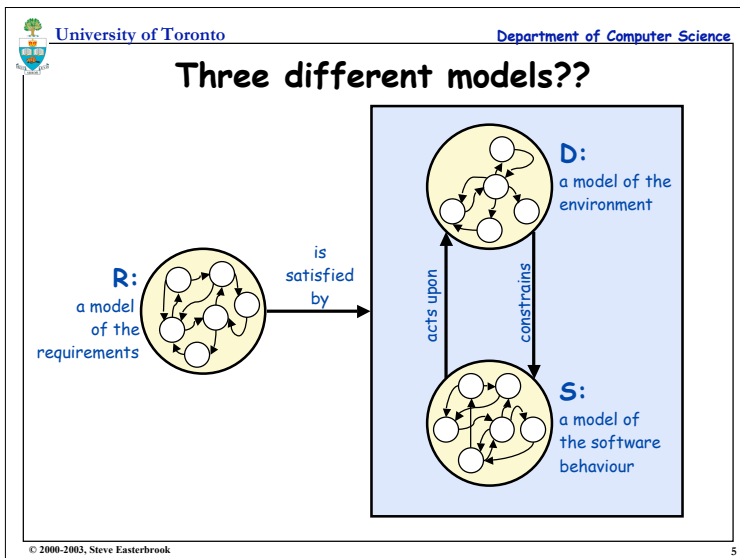 University of Toronto
Department of Computer Science
Three different models??
R:
a model
of the
requirements
is
satisfied
by
acts upon
constrains
D:
a model of the
environment
S:
a model of
the software
behaviour
© 2000-2003, Steve Easterbrook
5